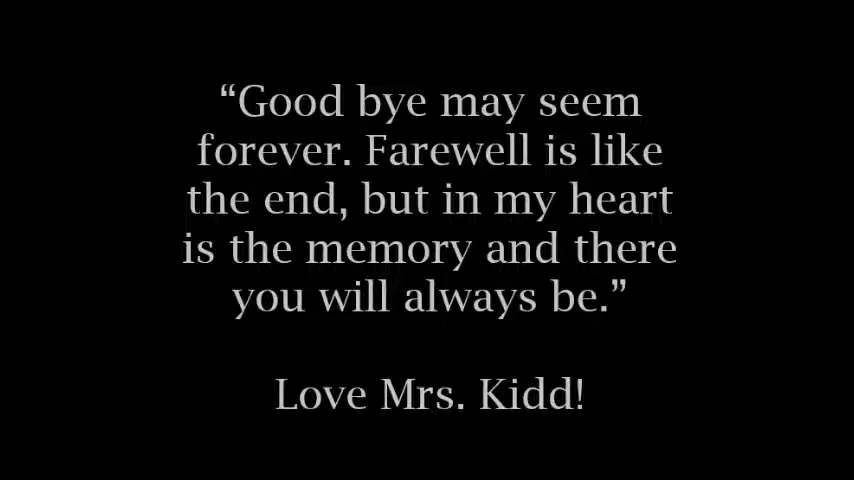 “Good bye may seem
forever. Farewell is like
the end, but in my heart
is the memory and there
you will always be.”
Love Mrs. Kidd!